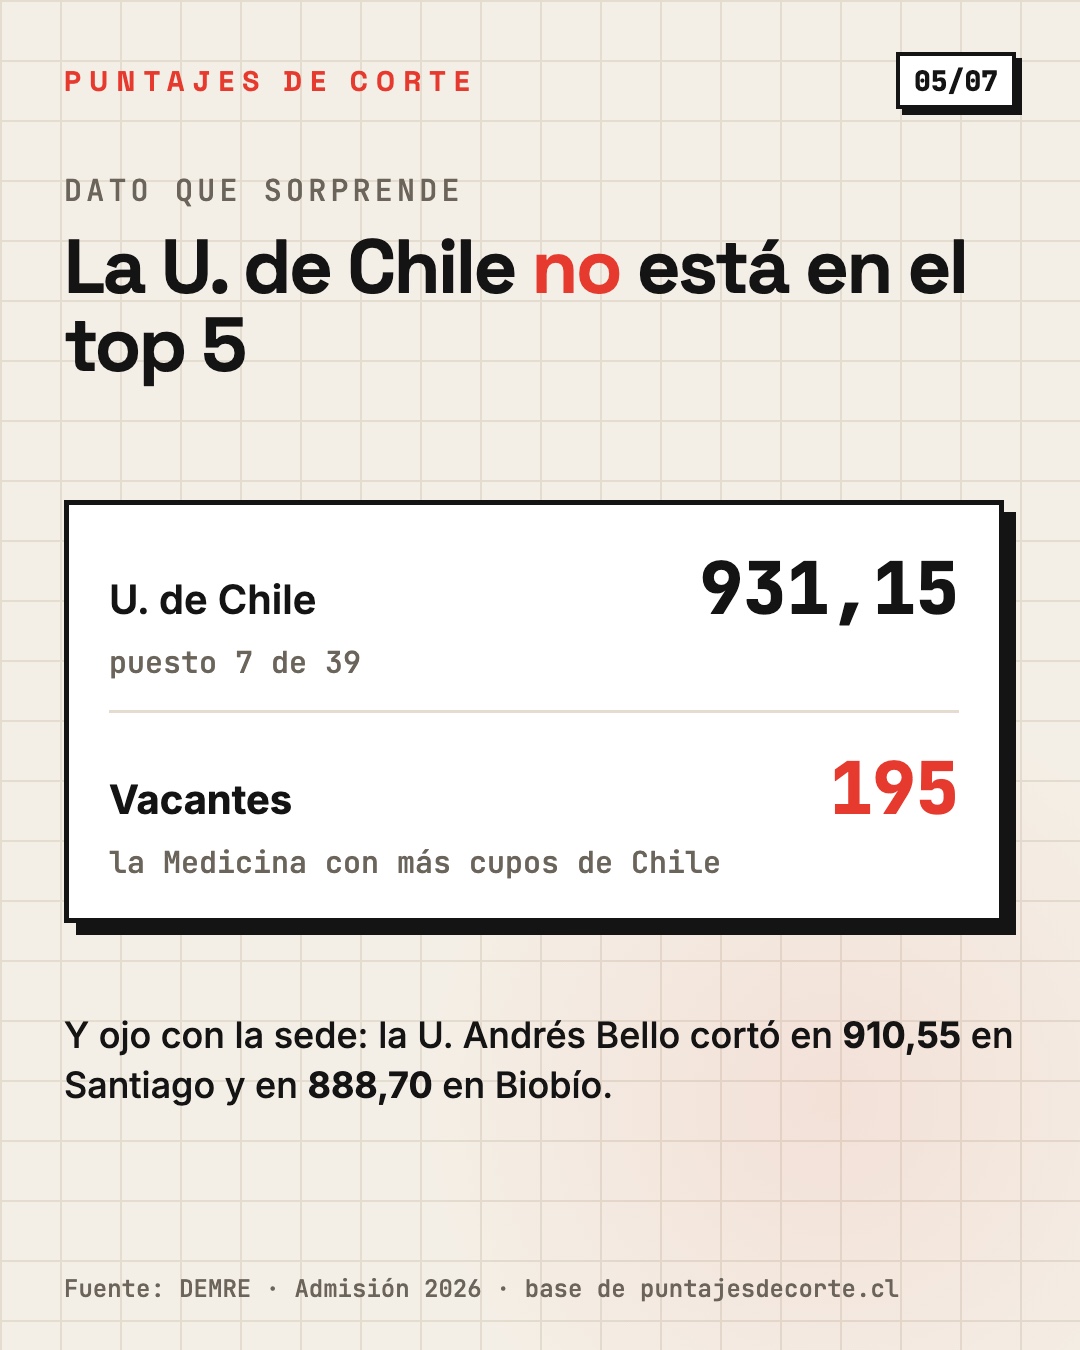 PUNTAJES DE CORTE
05/07
DATO QUE SORPRENDE
La U. de Chile no está en el
top 5
U. de Chile
931,15
puesto 7 de 39
Vacantes
195
la Medicina con más cupos de Chile
Y ojo con la sede: la U. Andrés Bello cortó en 910,55 en
Santiago y en 888,70 en Biobío.
Fuente: DEMRE · Admisión 2026 · base de puntajesdecorte.cl